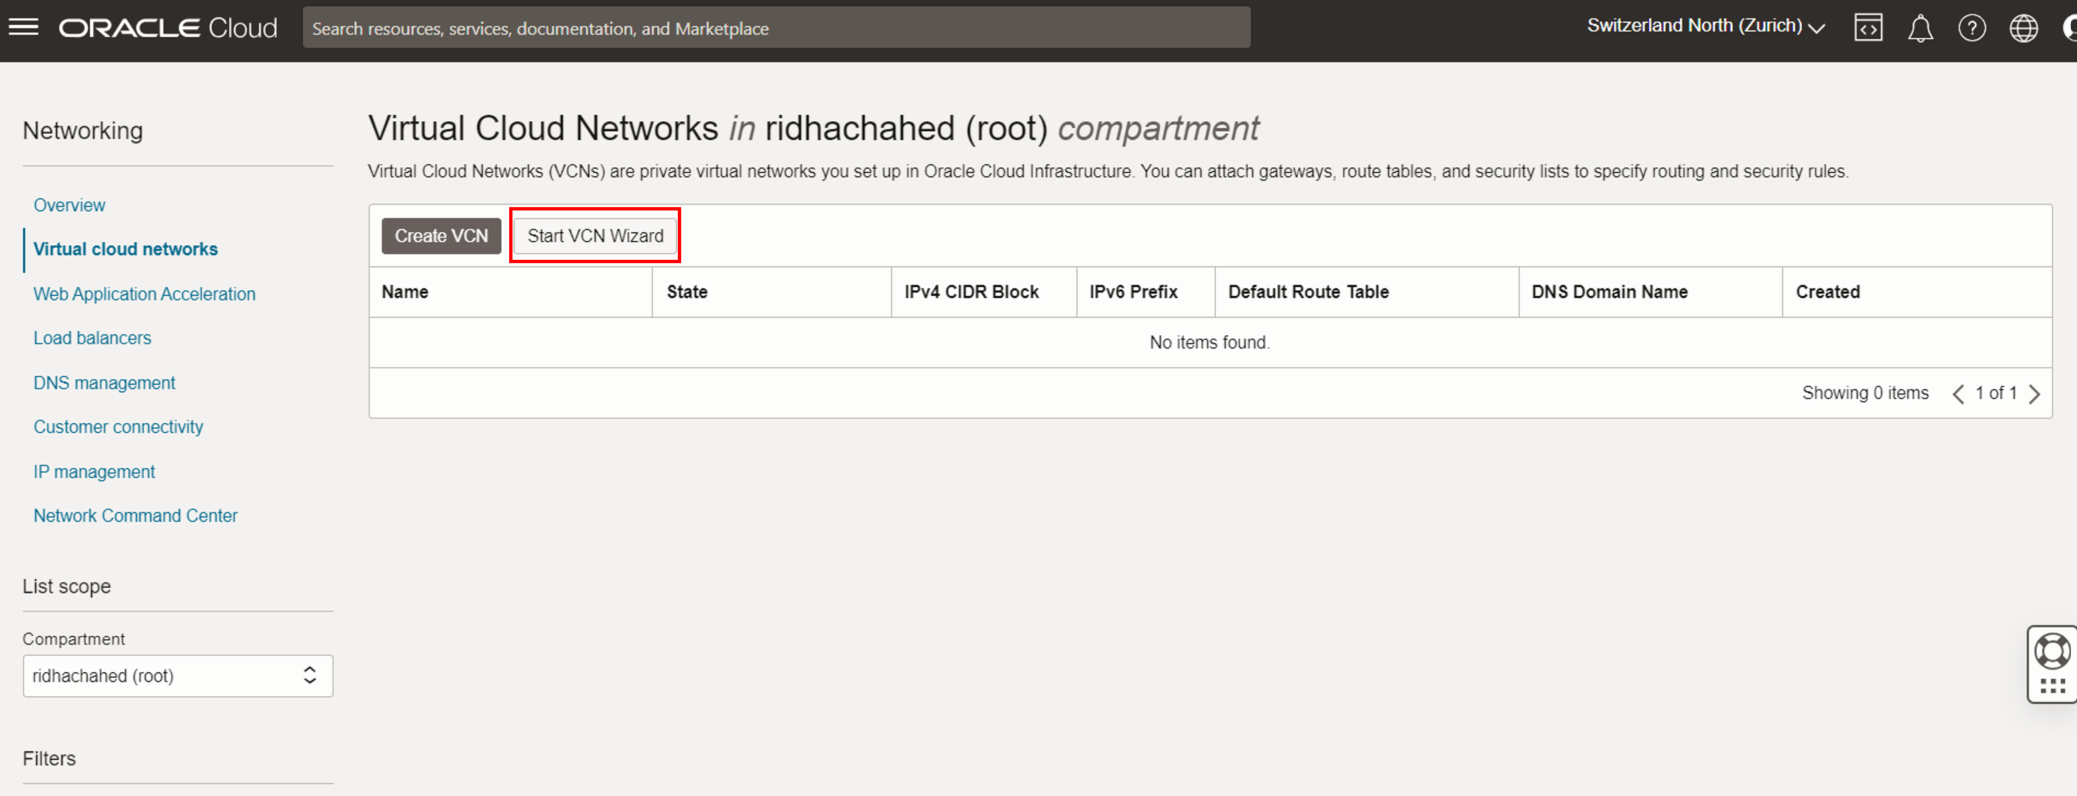 ORACLE Cloud
Search resources, services, documentation, and Marketplace
Switzerland North (Zurich)
Networking
Overview
Virtual cloud networks
Web Application Acceleration
Load balancers
DNS management
Customer connectivity
IP management
Network Command Center
List scope
Compartment
ridhachahed (root)
Filters
Virtual Cloud Networks in ridhachahed (root) compartment
Virtual Cloud Networks (VCNs) are private virtual networks you set up in Oracle Cloud Infrastructure. You can attach gateways, route tables, and security lists to specify routing and security rules.
Create VCN Start VCN Wizard
Name State IPv4 CIDR Block IPv6 Prefix Default Route Table DNS Domain Name Created
No items found.
Showing 0 items < 1 of 1 >